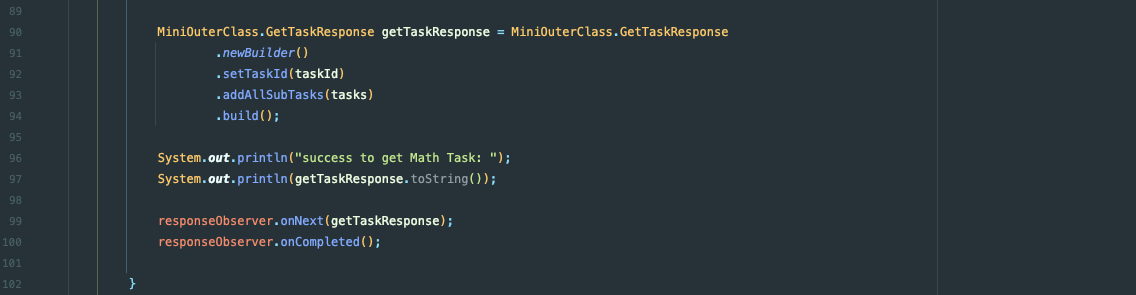 89
90 MiniOuterClass.GetTaskResponse getTaskResponse = MiniOuterClass.GetTaskResponse
91 .newBuilder()
92 .setTaskId(taskId)
93 .addAllSubTasks(tasks)
94 .build();
95
96 System.out.println("success to get Math Task: ");
97 System.out.println(getTaskResponse.toString());
98
99 responseObserver.onNext(getTaskResponse);
100 responseObserver.onCompleted();
101
102 }